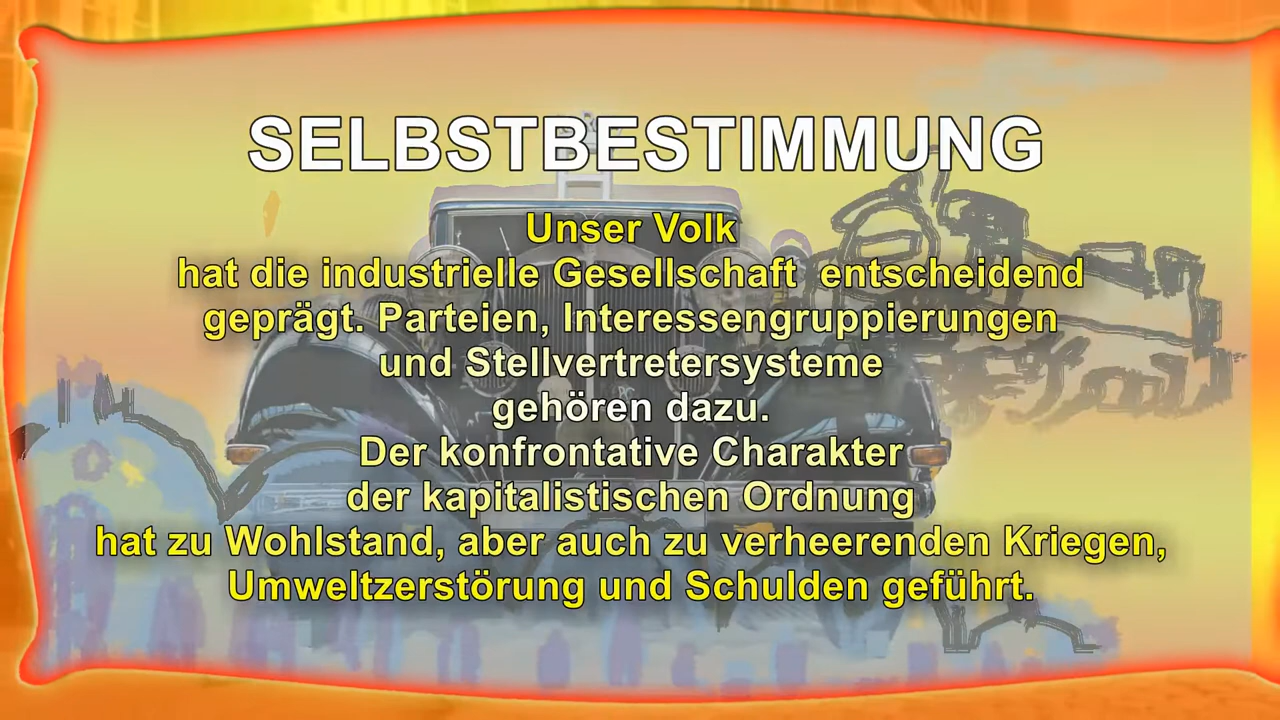 SELBSTBESTIMMUNG
Unser Volk
hat die industrielle Gesellschaft entscheidend
geprägt. Parteien, Interessengruppierungen
und Stellvertretersysteme
gehören dazu.
Der konfrontative Charakter
der kapitalistischen Ordnung
hat zu Wohlstand, aber auch zu verheerenden Kriegen,
Umweltzerstörung und Schulden geführt.